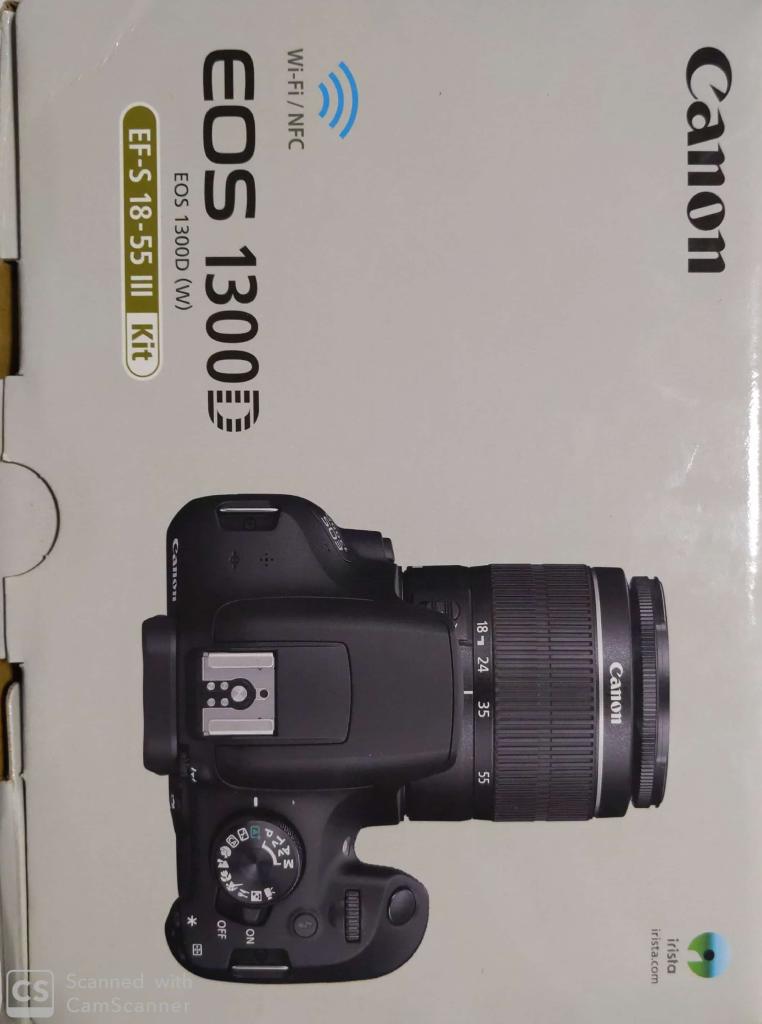 Canon
Wi-Fi / NFC
EOS 1300D
EOS 1300D (W)
EF-S 18-55 III Kit
Canon
18 24 35 55
Canon
ON
OFF
irista
irista.com
CS Scanned with
CamScanner